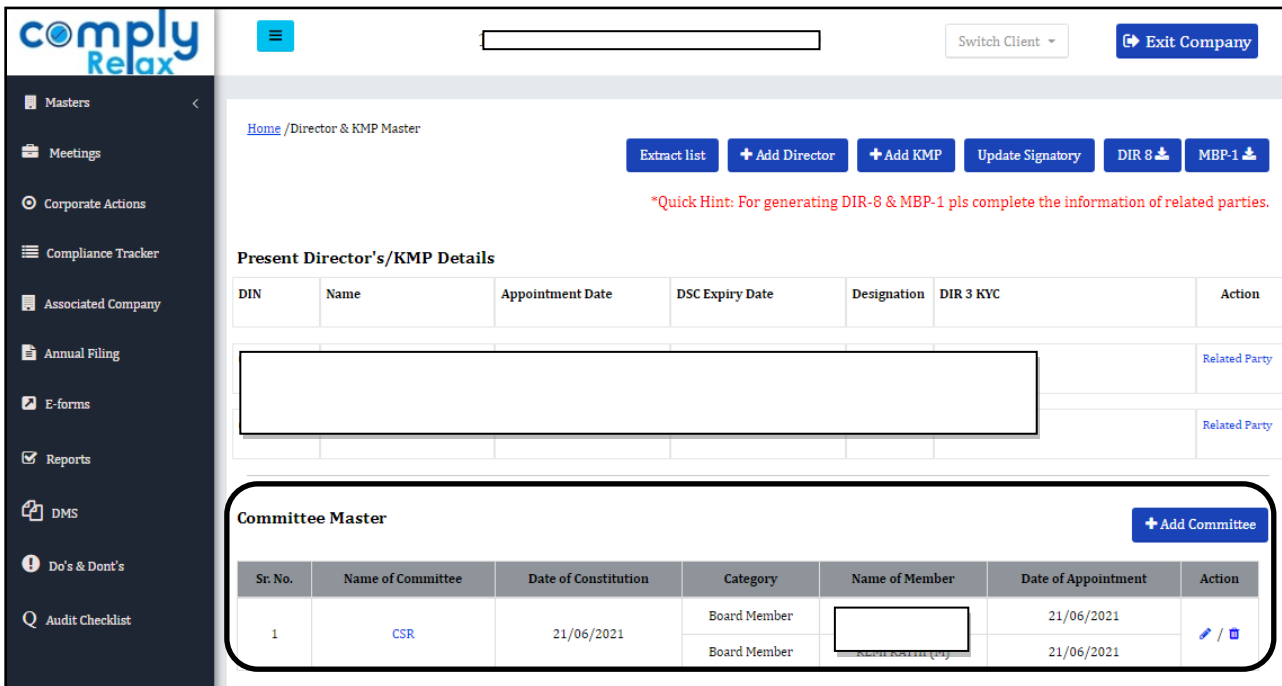 comply
Relax
Switch Client
Exit Company
Masters
Meetings
Corporate Actions
Compliance Tracker
Associated Company
Annual Filing
E-forms
Reports
DMS
Do's & Dont's
Q Audit Checklist
Home /Director & KMP Master
Extract list
+ Add Director
+ Add KMP
Update Signatory
DIR 8
MBP-1
*Quick Hint: For generating DIR-8 & MBP-1 pls complete the information of related parties.
Present Director's/KMP Details
DIN Name Appointment Date DSC Expiry Date Designation DIR 3 KYC Action
Related Party
Related Party
Committee Master
+ Add Committee
Sr. No. Name of Committee Date of Constitution Category Name of Member Date of Appointment Action
1 CSR 21/06/2021 Board Member 21/06/2021 /
Board Member 21/06/2021